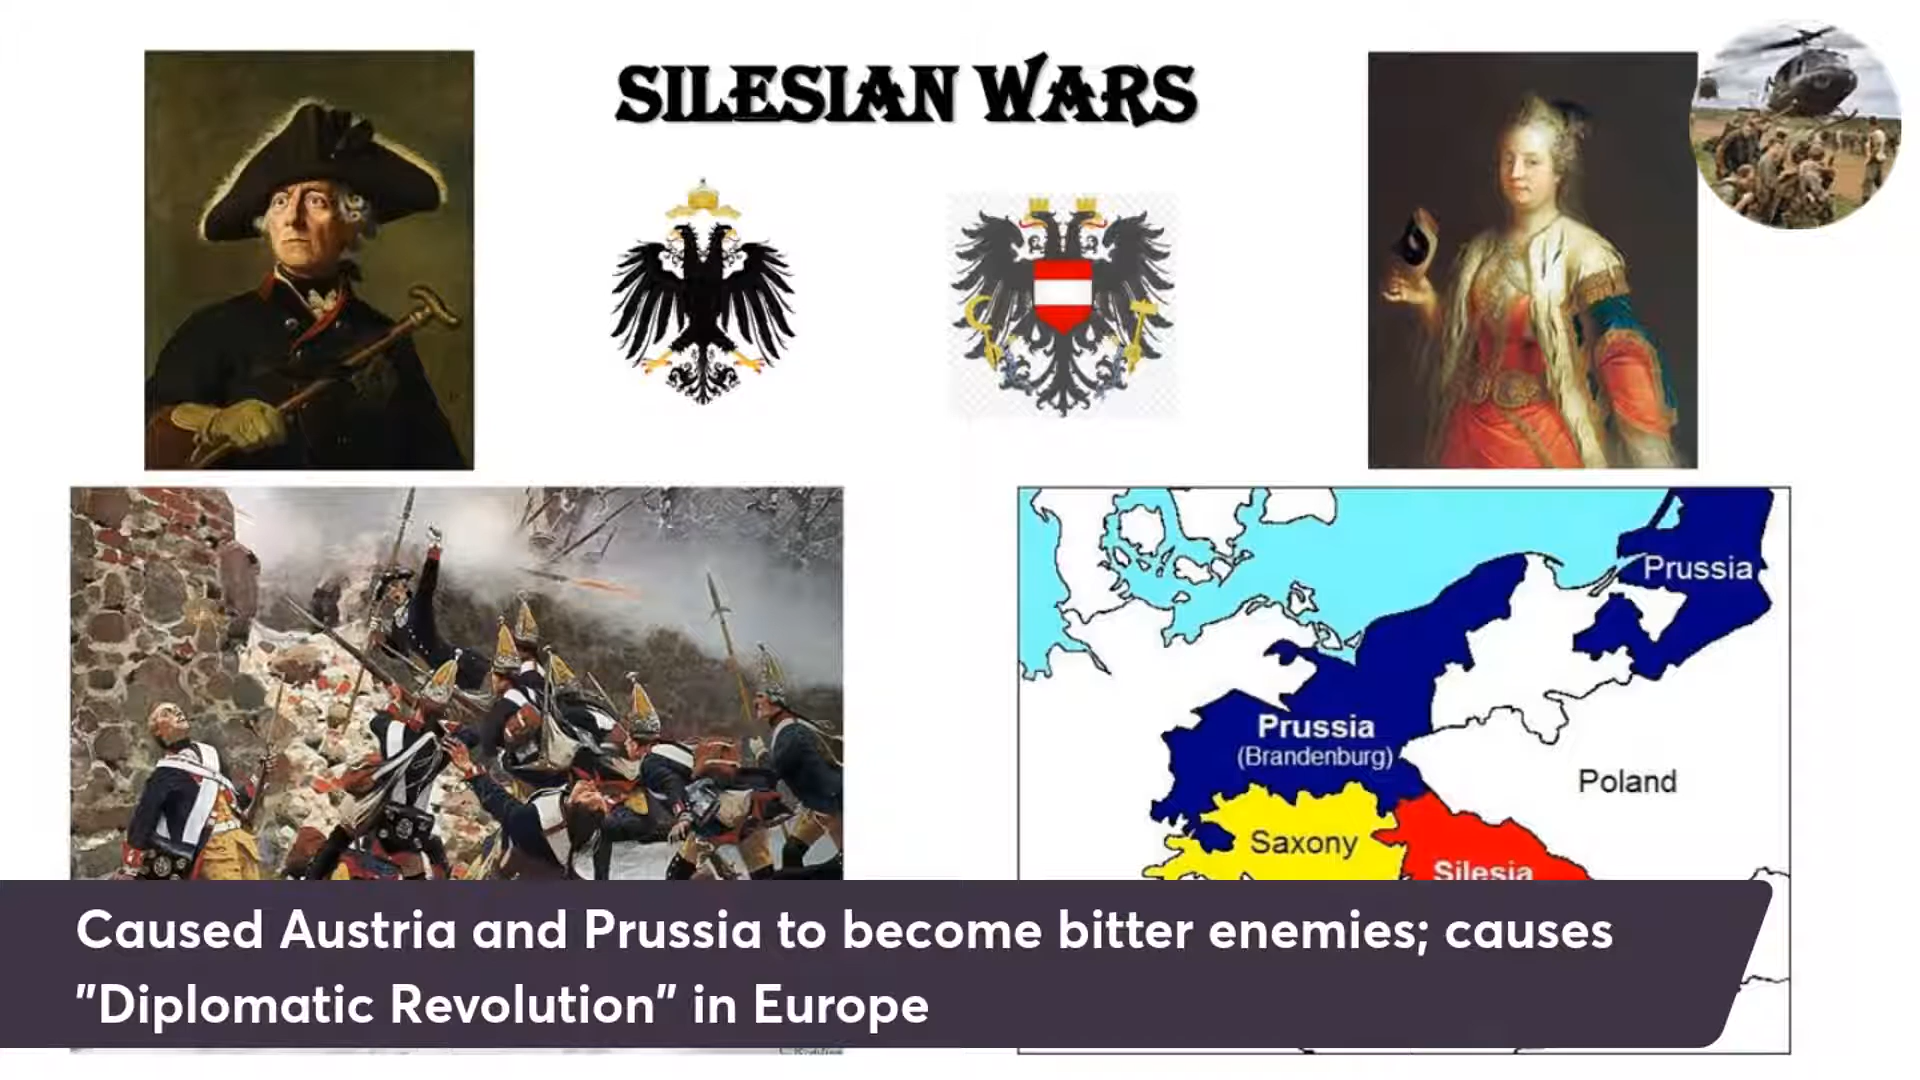 SILESIAN WARS
Prussia
Prussia
(Brandenburg)
Poland
Saxony
Silesia
Caused Austria and Prussia to become bitter enemies; causes
"Diplomatic Revolution" in Europe